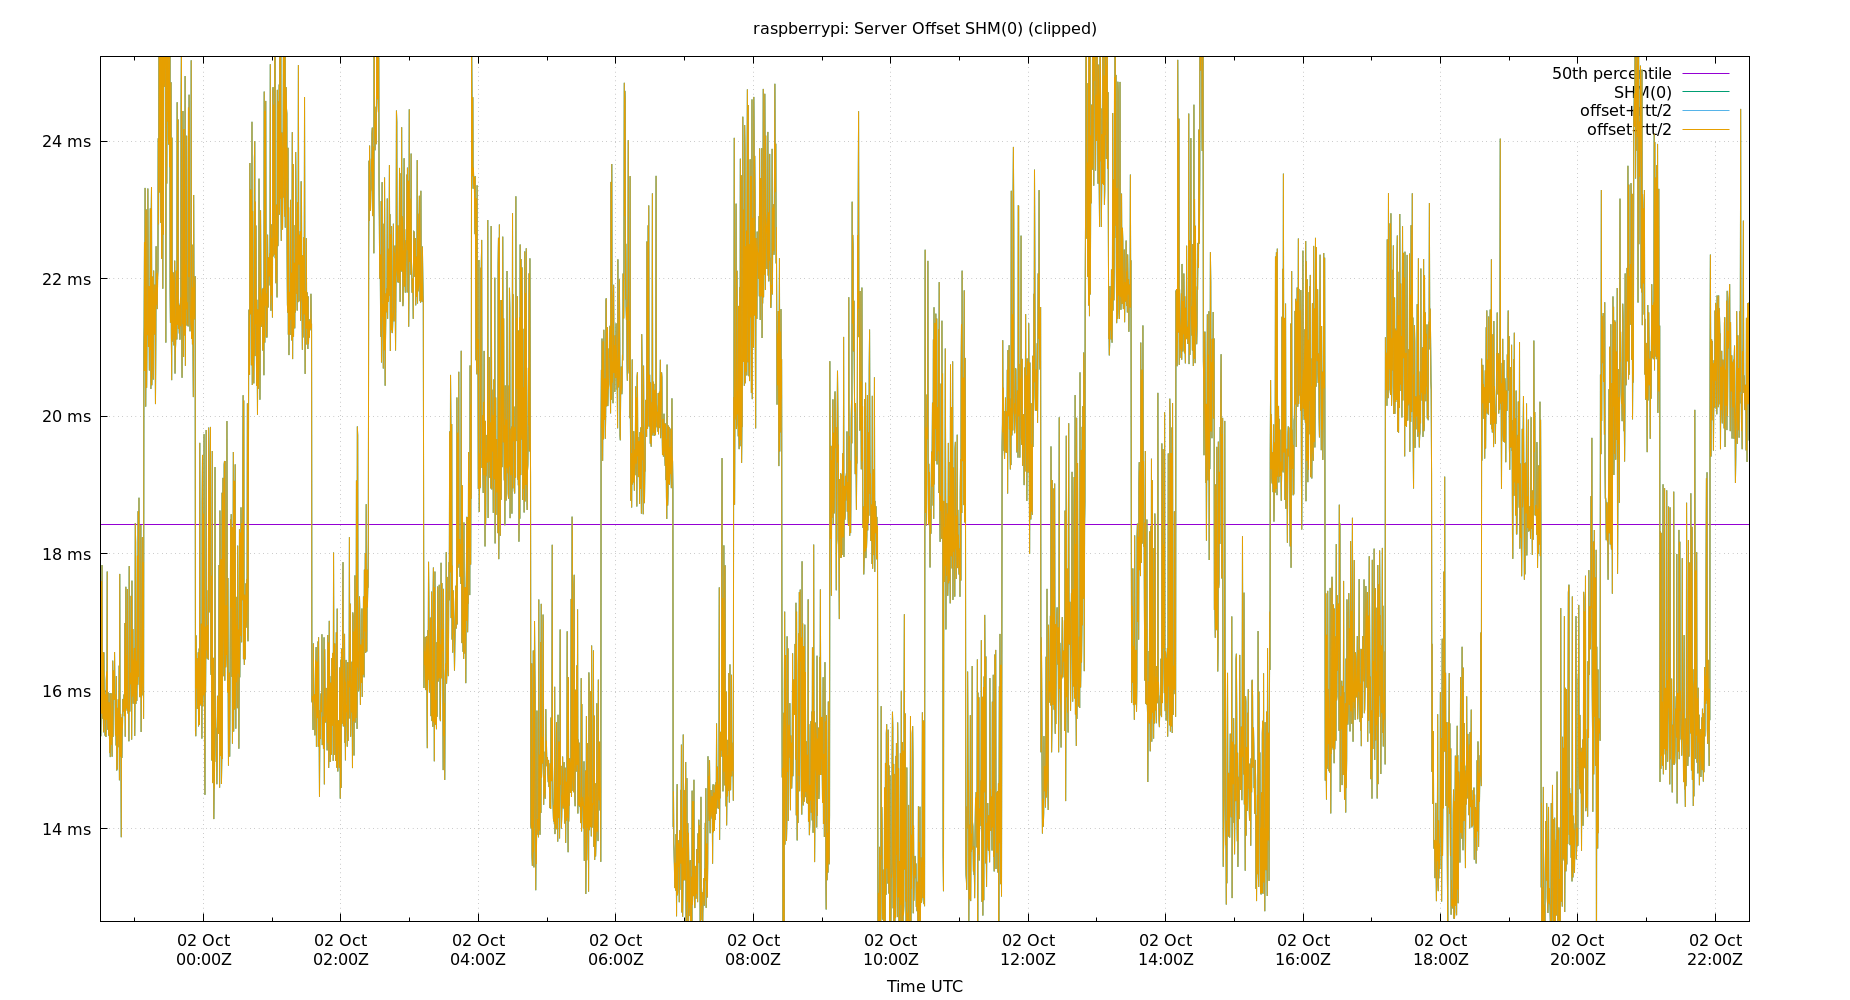 raspberrypi: Server Offset SHM(0) (clipped)
50th percentile
SHM(0)
offset+rtt/2
offset-rtt/2
24 ms
22 ms
20 ms
18 ms
16 ms
14 ms
02 Oct 02 Oct 02 Oct 02 Oct 02 Oct 02 Oct 02 Oct 02 Oct 02 Oct 02 Oct 02 Oct 02 Oct
00:00Z 02:00Z 04:00Z 06:00Z 08:00Z 10:00Z 12:00Z 14:00Z 16:00Z 18:00Z 20:00Z 22:00Z
Time UTC